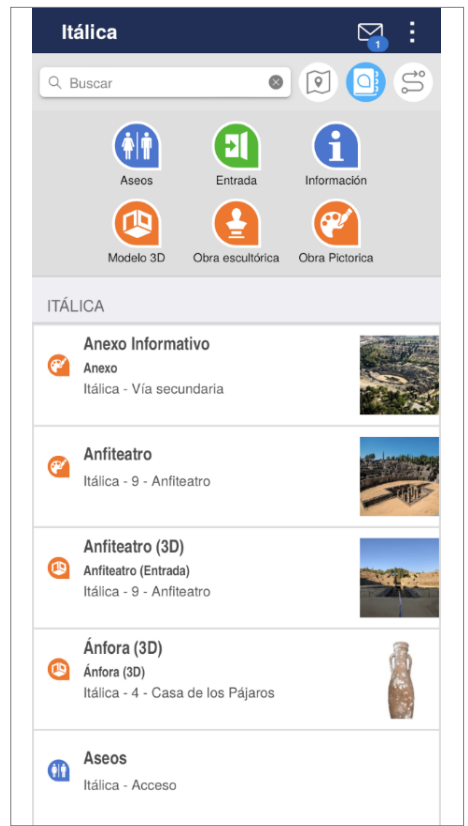 Itálica
1
Buscar
Aseos Entrada Información
Modelo 3D Obra escultórica Obra Pictorica
ITÁLICA
Anexo Informativo
Anexo
Itálica - Vía secundaria
Anfiteatro
Itálica - 9 - Anfiteatro
Anfiteatro (3D)
Anfiteatro (Entrada)
Itálica - 9 - Anfiteatro
Ánfora (3D)
Ánfora (3D)
Itálica - 4 - Casa de los Pájaros
Aseos
Itálica - Acceso